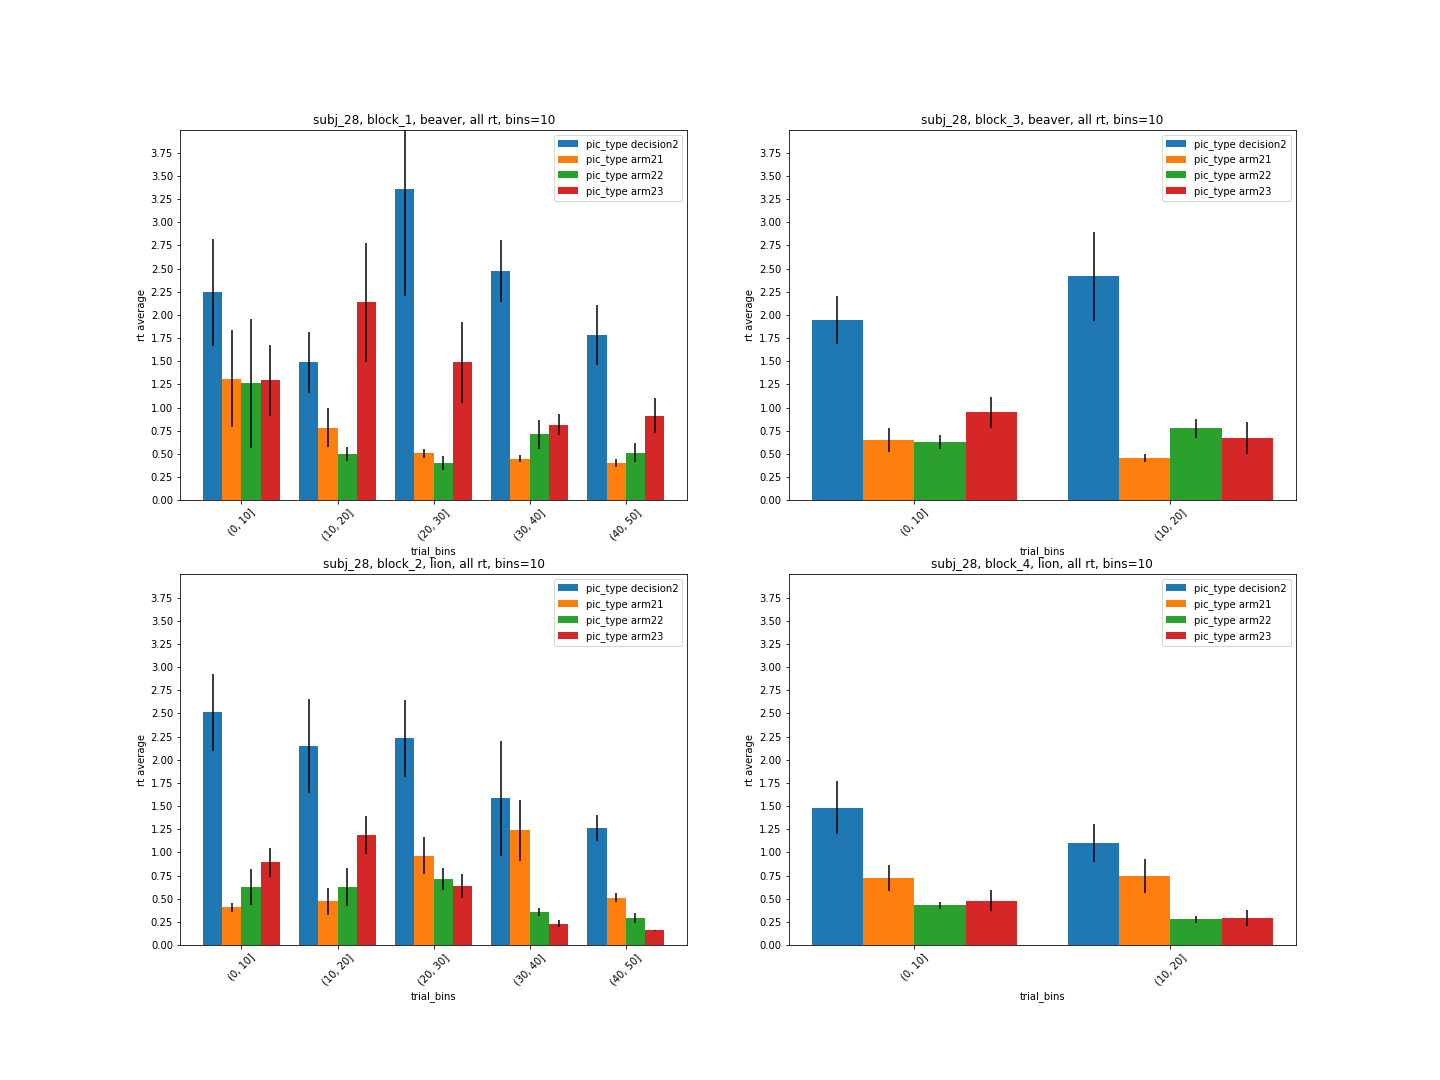 subj_28, block_1, beaver, all rt, bins=10
pic_type decision2
pic_type arm21
pic_type arm22
pic_type arm23
3.75
3.50
3.25
3.00
2.75
2.50
2.25
2.00
1.75
1.50
1.25
1.00
0.75
0.50
0.25
0.00
rt average
(0, 10]
(10, 20]
(20, 30]
(30, 40]
(40, 50]
trial_bins
subj_28, block_3, beaver, all rt, bins=10
pic_type decision2
pic_type arm21
pic_type arm22
pic_type arm23
3.75
3.50
3.25
3.00
2.75
2.50
2.25
2.00
1.75
1.50
1.25
1.00
0.75
0.50
0.25
0.00
rt average
(0, 10]
(10, 20]
trial_bins
subj_28, block_2, lion, all rt, bins=10
pic_type decision2
pic_type arm21
pic_type arm22
pic_type arm23
3.75
3.50
3.25
3.00
2.75
2.50
2.25
2.00
1.75
1.50
1.25
1.00
0.75
0.50
0.25
0.00
rt average
(0, 10]
(10, 20]
(20, 30]
(30, 40]
(40, 50]
trial_bins
subj_28, block_4, lion, all rt, bins=10
pic_type decision2
pic_type arm21
pic_type arm22
pic_type arm23
3.75
3.50
3.25
3.00
2.75
2.50
2.25
2.00
1.75
1.50
1.25
1.00
0.75
0.50
0.25
0.00
rt average
(0, 10]
(10, 20]
trial_bins